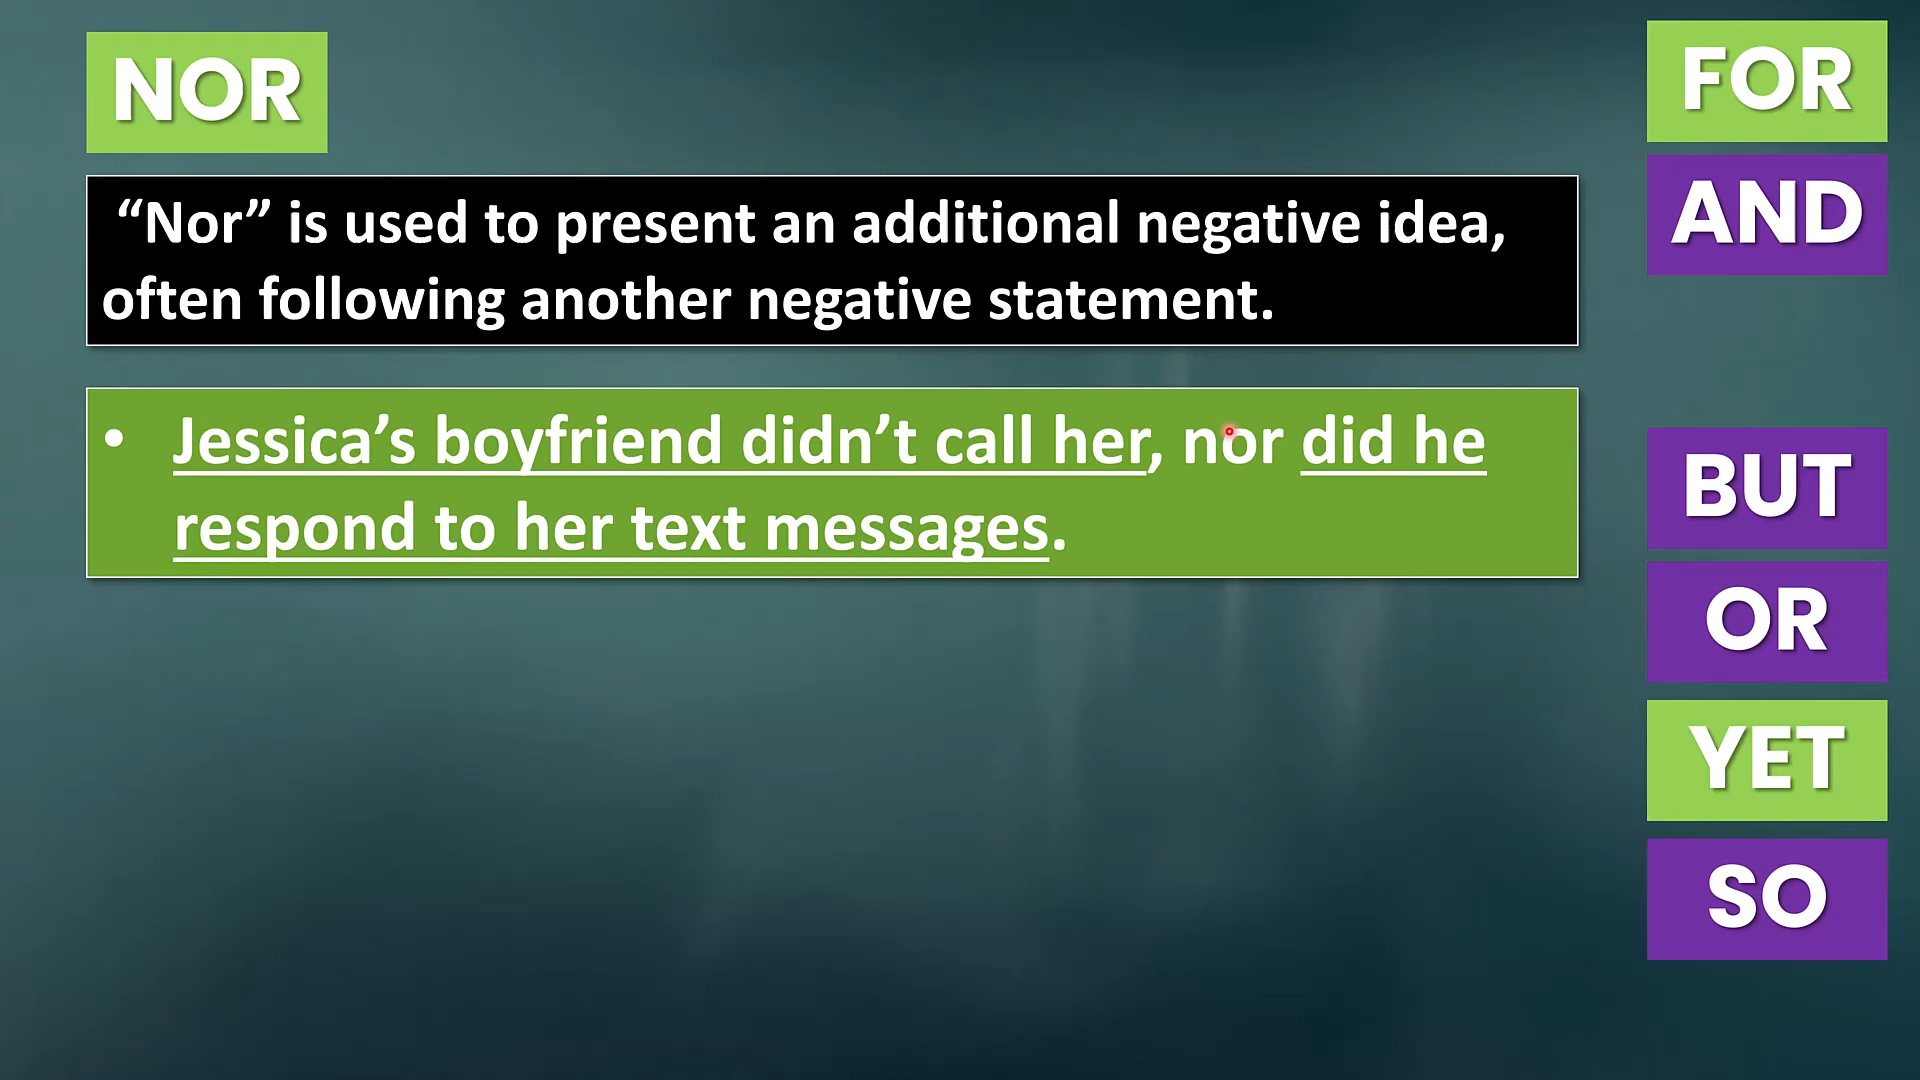 NOR
“Nor” is used to present an additional negative idea,
often following another negative statement.
• Jessica’s boyfriend didn’t call her, nor did he
respond to her text messages.
FOR
AND
BUT
OR
YET
SO